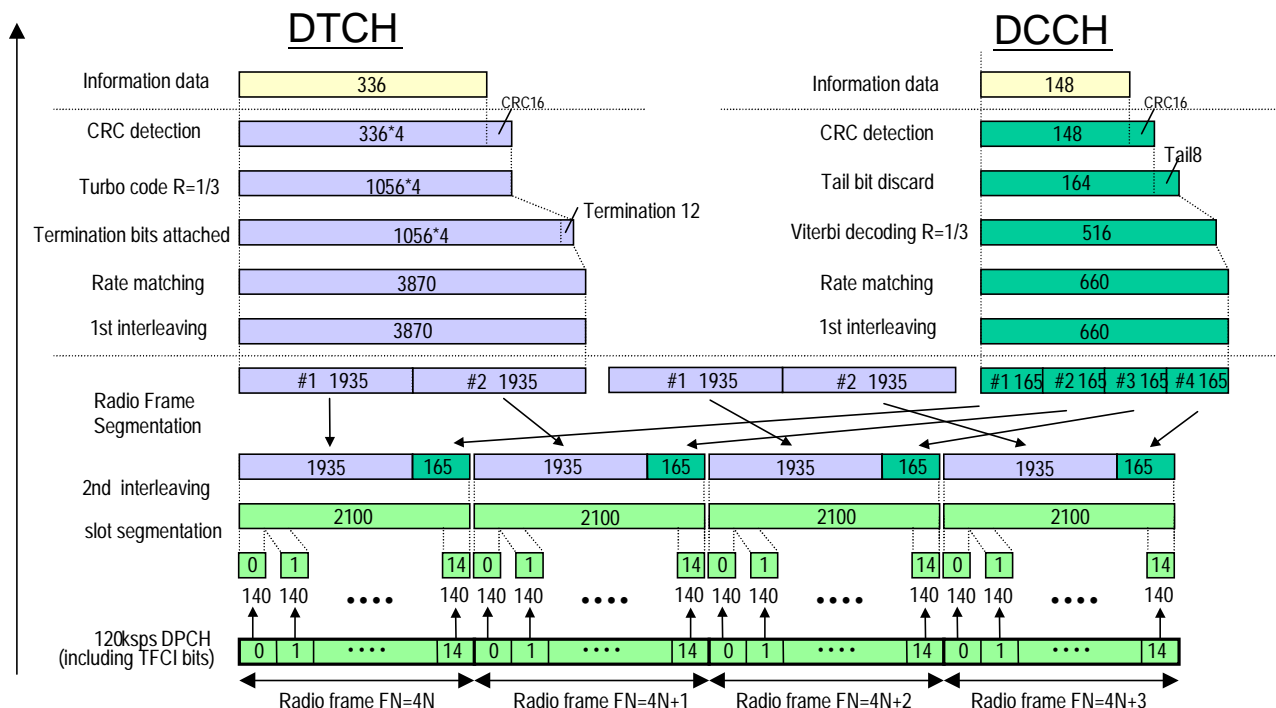 DTCH DCCH
Information data 336 Information data 148
CRC16 CRC16
CRC detection 336*4 CRC detection 148
Tail8
Turbo code R=1/3 1056*4 Tail bit discard 164
Termination 12
Termination bits attached 1056*4 Viterbi decoding R=1/3 516
Rate matching 3870 Rate matching 660
1st interleaving 3870 1st interleaving 660
#1 1935 #2 1935 #1 1935 #2 1935 #1 165 #2 165 #3 165 #4 165
Radio Frame
Segmentation
1935 165 1935 165 1935 165 1935 165
2nd interleaving
2100 2100 2100 2100
slot segmentation
0 1 14 0 1 14 0 1 14 0 1 14
140 140 •••• 140 140 140 •••• 140 140 140 •••• 140 140 140 •••• 140
120ksps DPCH
(including TFCI bits)
0 1 •••• 14 0 1 •••• 14 0 1 •••• 14 0 1 •••• 14
Radio frame FN=4N Radio frame FN=4N+1 Radio frame FN=4N+2 Radio frame FN=4N+3